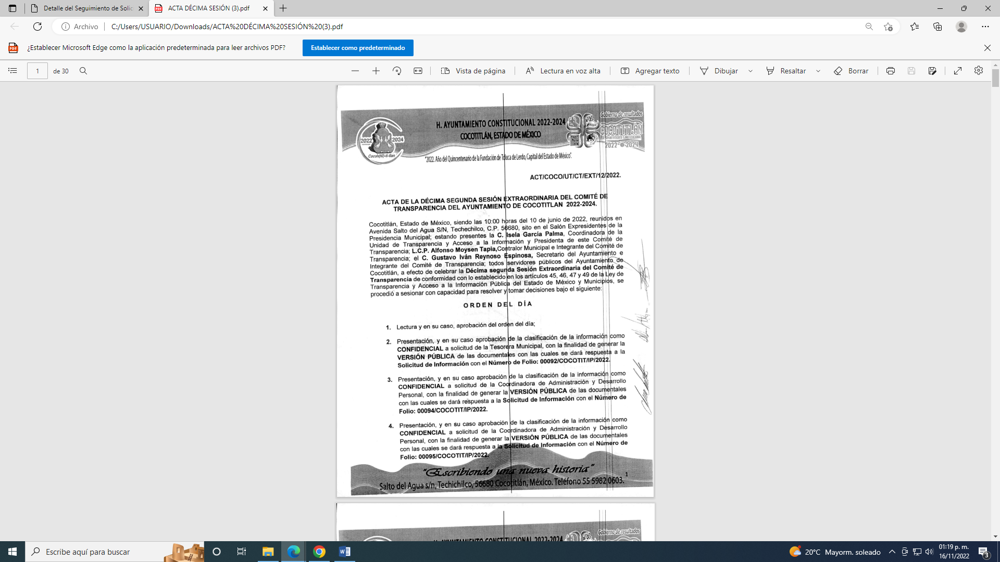 Detalle del Seguimiento de Solic
ACTA DÉCIMA SESIÓN (3).pdf
Archivo
C:/Users/USUARIO/Downloads/ACTA%20DÉCIMA%20SESIÓN%20(3).pdf
¿Establecer Microsoft Edge como la aplicación predeterminada para leer archivos PDF?
Establecer como predeterminado
1 de 30
Vista de página
Lectura en voz alta
Agregar texto
Dibujar
Resaltar
Borrar
H. AYUNTAMIENTO CONSTITUCIONAL 2022-2024
COCOTITLÁN, ESTADO DE MÉXICO
2022 2024
Cocoh(tli)-ti-tlan
Gobierno de resultados
COCOTITLÁN
AYUNTAMIENTO CONSTITUCIONAL
2022-2024
"2022. Año del Quincentenario de la Fundación de Toluca de Lerdo, Capital del Estado de México".
ACT/COCO/UT/CT/EXT/12/2022.
ACTA DE LA DÉCIMA SEGUNDA SESIÓN EXTRAORDINARIA DEL COMITÉ DE
TRANSPARENCIA DEL AYUNTAMIENTO DE COCOTITLAN 2022-2024.
Cocotitlán, Estado de México, siendo las 10:00 horas del 10 de junio de 2022, reunidos en
Avenida Salto del Agua S/N, Techechilco, C.P. 56680, sito en el Salón Expresidentes de la
Presidencia Municipal; estando presentes la C. Isela García Palma, Coordinadora de la
Unidad de Transparencia y Acceso a la Información y Presidenta de este Comité de
Transparencia; L.C.P. Alfonso Moysen Tapia,Contralor Municipal e Integrante del Comité de
Transparencia; el C. Gustavo Iván Reynoso Espinosa, Secretario del Ayuntamiento e
Integrante del Comité de Transparencia; todos servidores públicos del Ayuntamiento de
Cocotitlán, a efecto de celebrar la Décima segunda Sesión Extraordinaria del Comité de
Transparencia de conformidad con lo establecido en los artículos 45, 46, 47 y 49 de la Ley de
Transparencia y Acceso a la Información Pública del Estado de México y Municipios, se
procedió a sesionar con capacidad para resolver y tomar decisiones bajo el siguiente:
ORDEN DEL DÍA
1. Lectura y en su caso, aprobación del orden del día;
2. Presentación, y en su caso aprobación de la clasificación de la información como
CONFIDENCIAL a solicitud de la Tesorera Municipal, con la finalidad de generar la
VERSIÓN PÚBLICA de las documentales con las cuales se dará respuesta a la
Solicitud de Información con el Número de Folio: 00092/COCOTIT/IP/2022.
3. Presentación, y en su caso aprobación de la clasificación de la información como
CONFIDENCIAL a solicitud de la Coordinadora de Administración y Desarrollo
Personal, con la finalidad de generar la VERSIÓN PÚBLICA de las documentales
con las cuales se dará respuesta a la Solicitud de Información con el Número de
Folio: 00094/COCOTIT/IP/2022.
4. Presentación, y en su caso aprobación de la clasificación de la información como
CONFIDENCIAL a solicitud de la Coordinadora de Administración y Desarrollo
Personal, con la finalidad de generar la VERSIÓN PÚBLICA de las documentales
con las cuales se dará respuesta a la Solicitud de Información con el Número de
Folio: 00095/COCOTIT/IP/2022.
"Escribiendo una nueva historia"
1
Salto del Agua s/n, Techichilco, 56680 Cocotitlán, México. Teléfono 55 5982 0603.
H. AYUNTAMIENTO CONSTITUCIONAL 2022-2024
Gobierno de resultados
Escribe aquí para buscar
20°C Mayorm. soleado
01:19 p. m.
16/11/2022
3